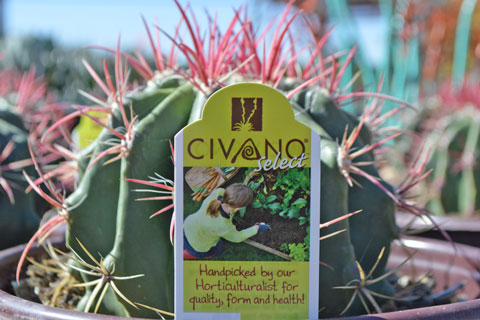 CIVANO®
select
Handpicked by our
Horticulturalist for
quality, form and health!